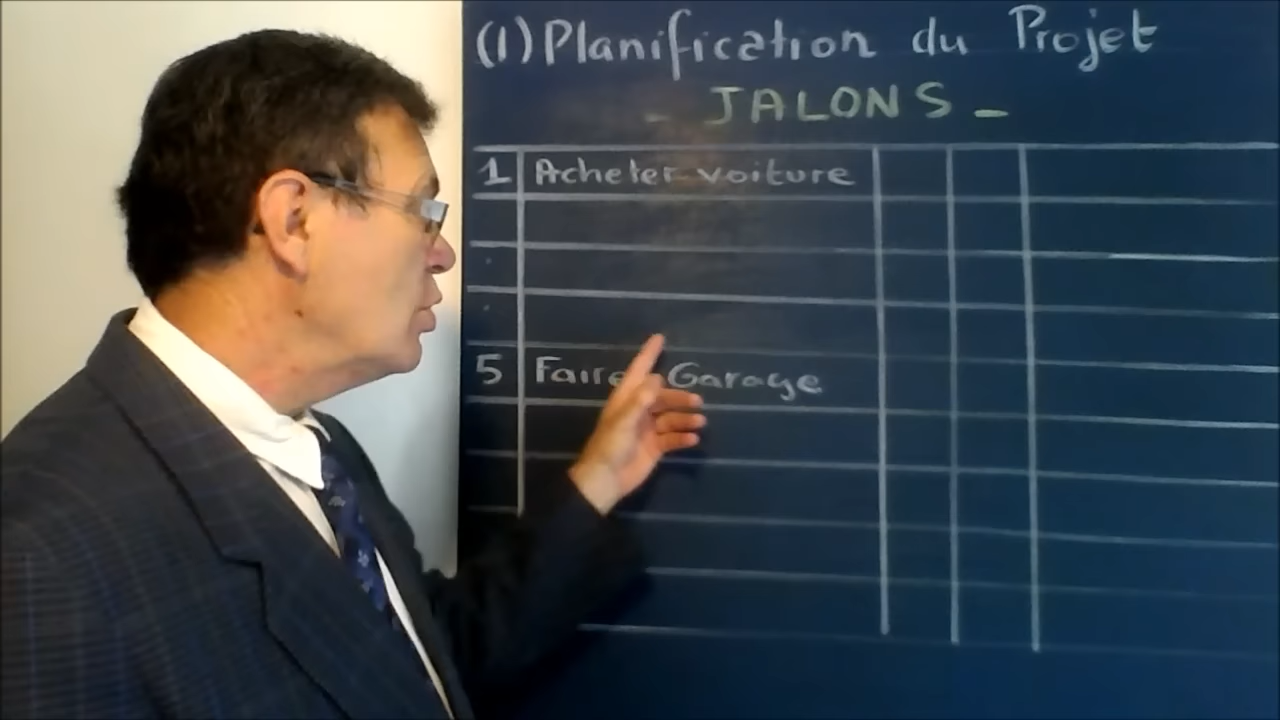 (1) Planification du Projet
- JALONS -
1 Acheter voiture
5 Faire Garage